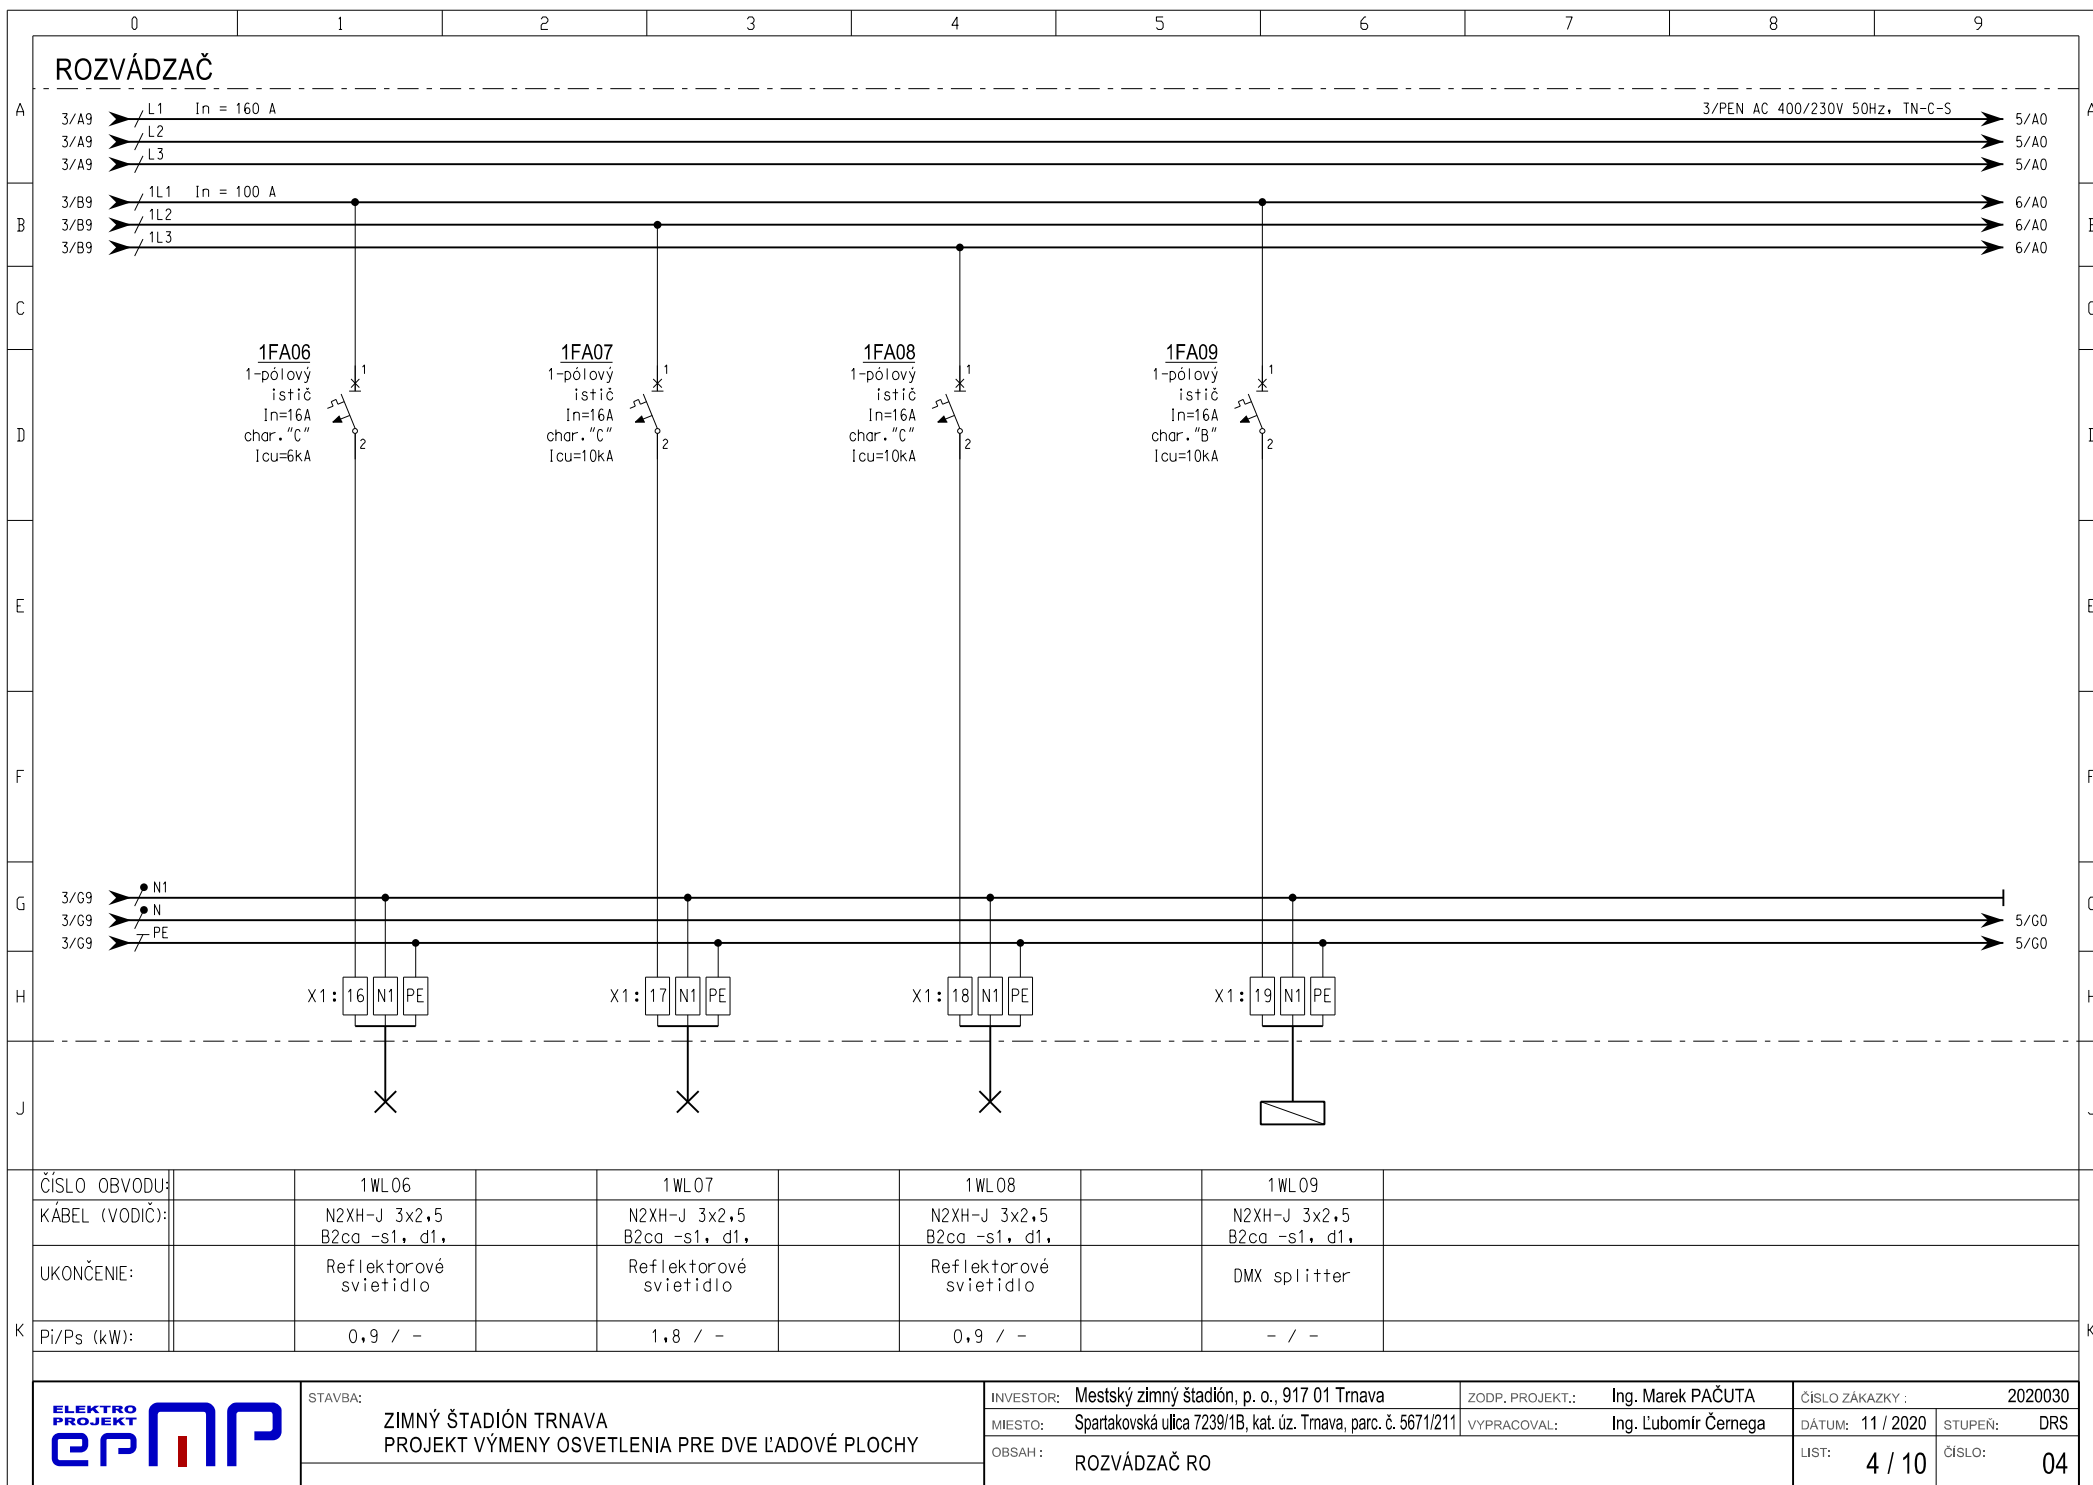 0 1 2 3 4 5 6 7 8 9
ROZVÁDZAČ
A A
3/A9 L1 In = 160 A 3/PEN AC 400/230V 50Hz, TN-C-S 5/A0
3/A9 L2 5/A0
3/A9 L3 5/A0
3/B9 1L1 In = 100 A 6/A0
B
3/B9 1L2 6/A0
3/B9 1L3 6/A0
C
1FA06 1FA07 1FA08 1FA09
1-pólový 1-pólový 1-pólový 1-pólový
1 1 1 1
istič istič istič istič
In=16A In=16A In=16A In=16A
D char."C" char."C" char."C" char."B"
2 2 2 2
Icu=6kA Icu=10kA Icu=10kA Icu=10kA
E
F
3/G9 N1
G
3/G9 N 5/G0
3/G9 PE 5/G0
H X1: 16 N1 PE X1: 17 N1 PE X1: 18 N1 PE X1: 19 N1 PE
J
ČÍSLO OBVODU: 1WL06 1WL07 1WL08 1WL09
KÁBEL (VODIČ): N2XH-J 3x2,5 N2XH-J 3x2,5 N2XH-J 3x2,5 N2XH-J 3x2,5
B2ca -s1, d1, B2ca -s1, d1, B2ca -s1, d1, B2ca -s1, d1,
UKONČENIE: Reflektorové Reflektorové Reflektorové DMX splitter
svietidlo svietidlo svietidlo
K Pi/Ps (kW): 0,9 / - 1,8 / - 0,9 / - - / - K
ELEKTRO
PROJEKT
ep MP
STAVBA:
ZIMNÝ ŠTADIÓN TRNAVA
PROJEKT VÝMENY OSVETLENIA PRE DVE ĽADOVÉ PLOCHY
INVESTOR: Mestský zimný štadión, p. o., 917 01 Trnava
MIESTO: Spartakovská ulica 7239/1B, kat. úz. Trnava, parc. č. 5671/211
OBSAH: ROZVÁDZAČ RO
ZODP. PROJEKT.: Ing. Marek PAČUTA
VYPRACOVAL: Ing. Ľubomír Černega
ČÍSLO ZÁKAZKY: 2020030
DÁTUM: 11 / 2020 STUPEŇ: DRS
LIST: 4 / 10 ČÍSLO: 04